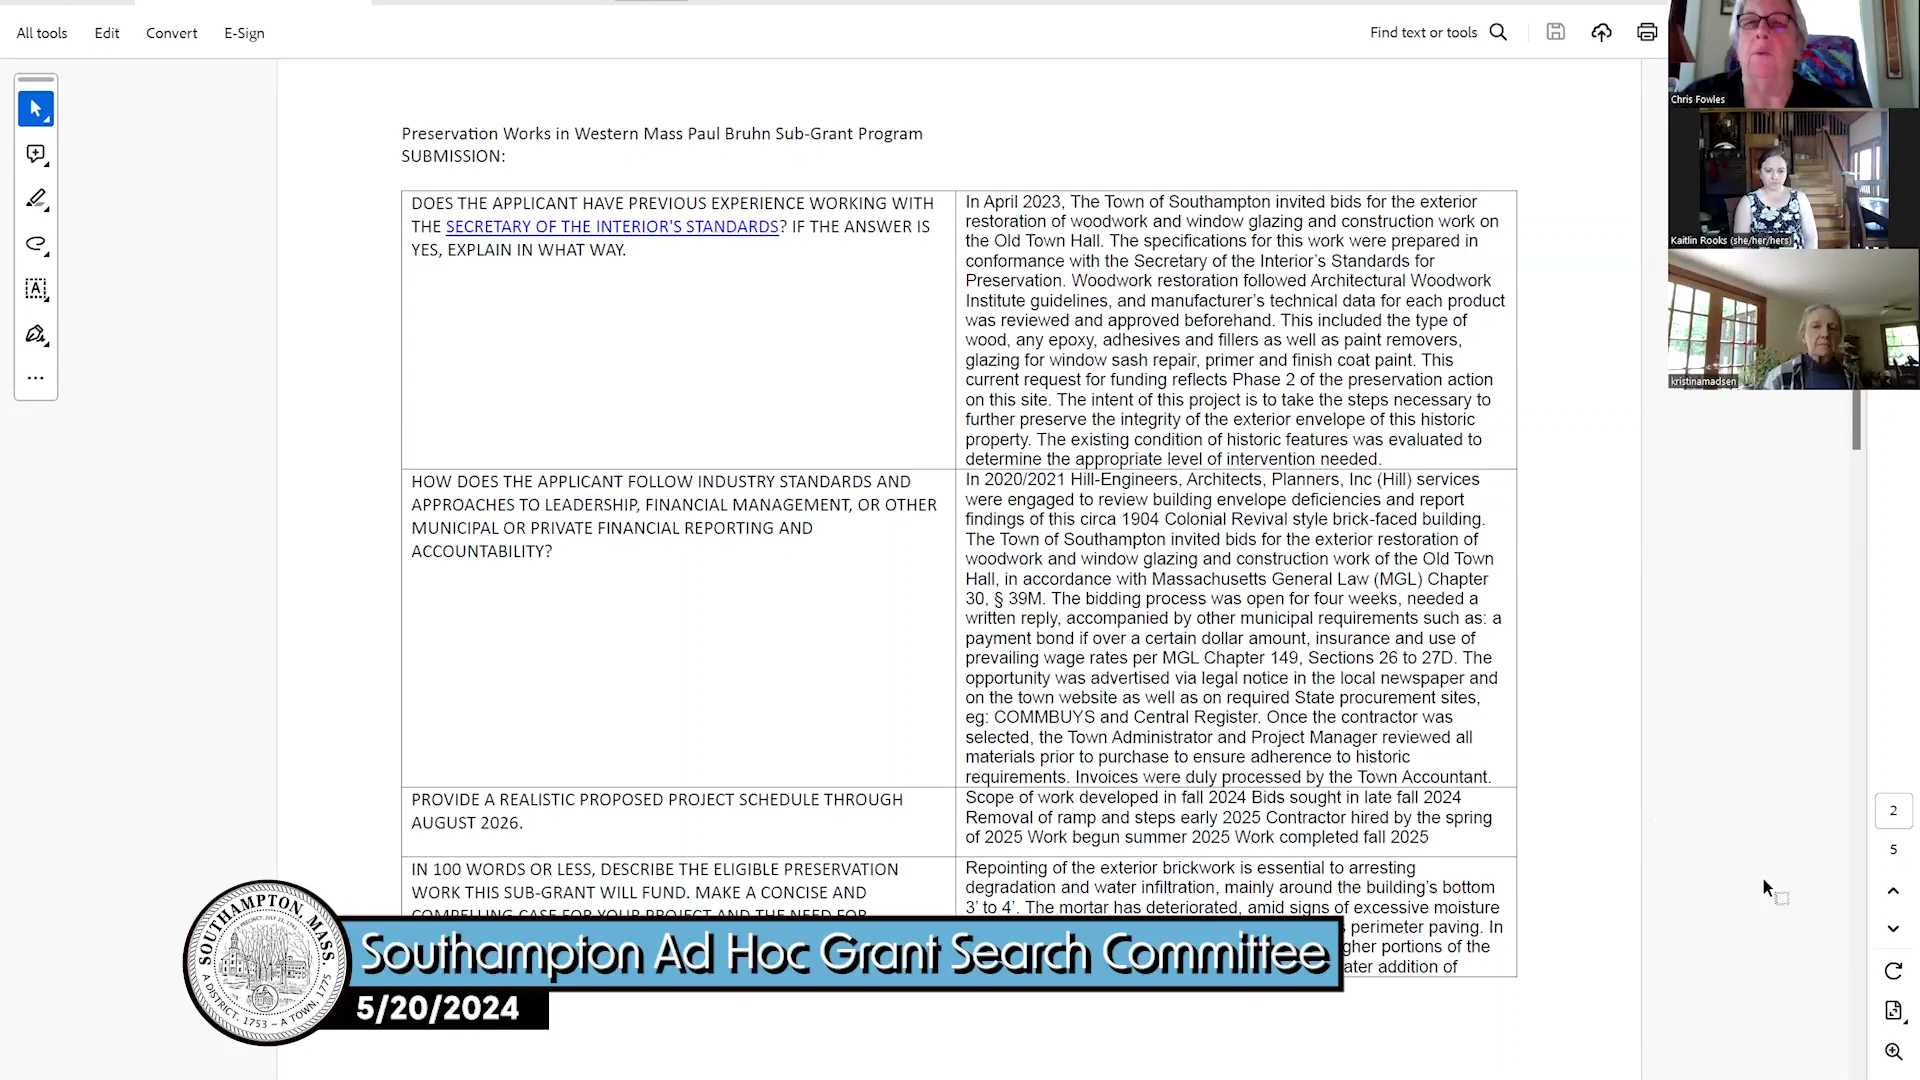 All tools Edit Convert E-Sign Find text or tools
Chris Fowles
Kaitlin Rooks (she/her/hers)
kristinamadsen
Preservation Works in Western Mass Paul Bruhn Sub-Grant Program
SUBMISSION:
DOES THE APPLICANT HAVE PREVIOUS EXPERIENCE WORKING WITH
THE SECRETARY OF THE INTERIOR'S STANDARDS? IF THE ANSWER IS
YES, EXPLAIN IN WHAT WAY.
In April 2023, The Town of Southampton invited bids for the exterior
restoration of woodwork and window glazing and construction work on
the Old Town Hall. The specifications for this work were prepared in
conformance with the Secretary of the Interior's Standards for
Preservation. Woodwork restoration followed Architectural Woodwork
Institute guidelines, and manufacturer's technical data for each product
was reviewed and approved beforehand. This included the type of
wood, any epoxy, adhesives and fillers as well as paint removers,
glazing for window sash repair, primer and finish coat paint. This
current request for funding reflects Phase 2 of the preservation action
on this site. The intent of this project is to take the steps necessary to
further preserve the integrity of the exterior envelope of this historic
property. The existing condition of historic features was evaluated to
determine the appropriate level of intervention needed.
HOW DOES THE APPLICANT FOLLOW INDUSTRY STANDARDS AND
APPROACHES TO LEADERSHIP, FINANCIAL MANAGEMENT, OR OTHER
MUNICIPAL OR PRIVATE FINANCIAL REPORTING AND
ACCOUNTABILITY?
In 2020/2021 Hill-Engineers, Architects, Planners, Inc (Hill) services
were engaged to review building envelope deficiencies and report
findings of this circa 1904 Colonial Revival style brick-faced building.
The Town of Southampton invited bids for the exterior restoration of
woodwork and window glazing and construction work of the Old Town
Hall, in accordance with Massachusetts General Law (MGL) Chapter
30, § 39M. The bidding process was open for four weeks, needed a
written reply, accompanied by other municipal requirements such as: a
payment bond if over a certain dollar amount, insurance and use of
prevailing wage rates per MGL Chapter 149, Sections 26 to 27D. The
opportunity was advertised via legal notice in the local newspaper and
on the town website as well as on required State procurement sites,
eg: COMMBUYS and Central Register. Once the contractor was
selected, the Town Administrator and Project Manager reviewed all
materials prior to purchase to ensure adherence to historic
requirements. Invoices were duly processed by the Town Accountant.
PROVIDE A REALISTIC PROPOSED PROJECT SCHEDULE THROUGH
AUGUST 2026.
Scope of work developed in fall 2024 Bids sought in late fall 2024
Removal of ramp and steps early 2025 Contractor hired by the spring
of 2025 Work begun summer 2025 Work completed fall 2025
IN 100 WORDS OR LESS, DESCRIBE THE ELIGIBLE PRESERVATION
WORK THIS SUB-GRANT WILL FUND. MAKE A CONCISE AND
COMPELLING CASE FOR YOUR PROJECT AND THE NEED FOR
Repointing of the exterior brickwork is essential to arresting
degradation and water infiltration, mainly around the building's bottom
3' to 4'. The mortar has deteriorated, amid signs of excessive moisture
perimeter paving. In
portions of the
addition of
2
5
SOUTHAMPTON, MASS.
A DISTRICT, 1753 – A TOWN, 1775
Southampton Ad Hoc Grant Search Committee
5/20/2024